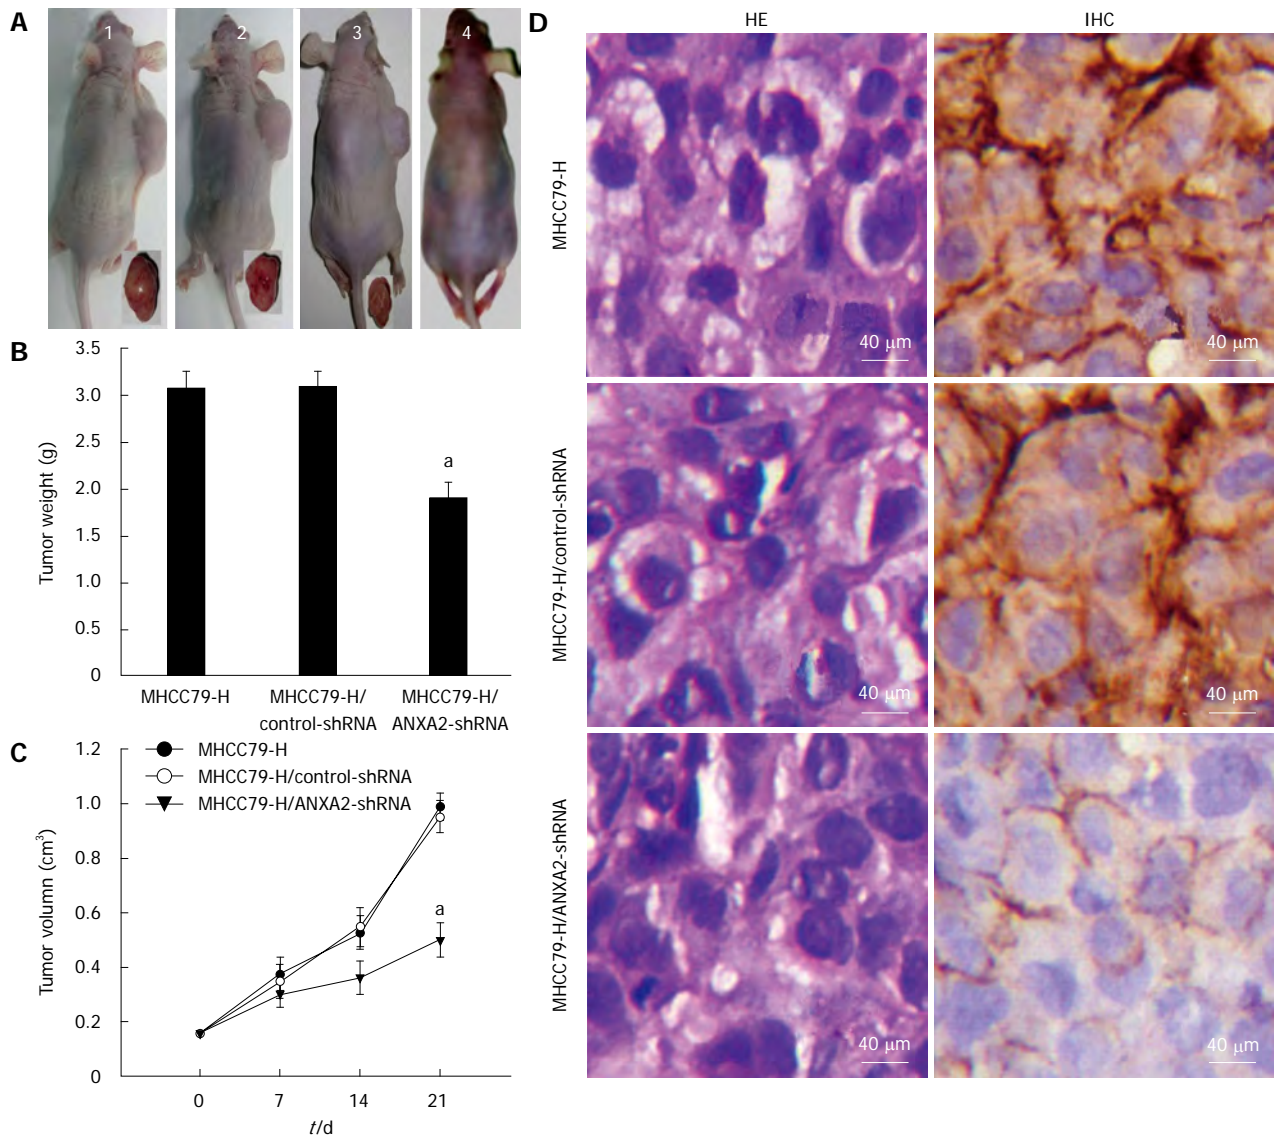 A
1
2
3
4
B
3.5
3.0
2.5
2.0
1.5
1.0
0.5
0
Tumor weight (g)
a
MHCC79-H
MHCC79-H/
control-shRNA
MHCC79-H/
ANXA2-shRNA
C
MHCC79-H
MHCC79-H/control-shRNA
MHCC79-H/ANXA2-shRNA
1.2
1.0
0.8
0.6
0.4
0.2
0
Tumor volumn (cm³)
a
0
7
14
21
t/d
D
HE
IHC
MHCC79-H
40 μm
40 μm
MHCC79-H/control-shRNA
40 μm
40 μm
MHCC79-H/ANXA2-shRNA
40 μm
40 μm